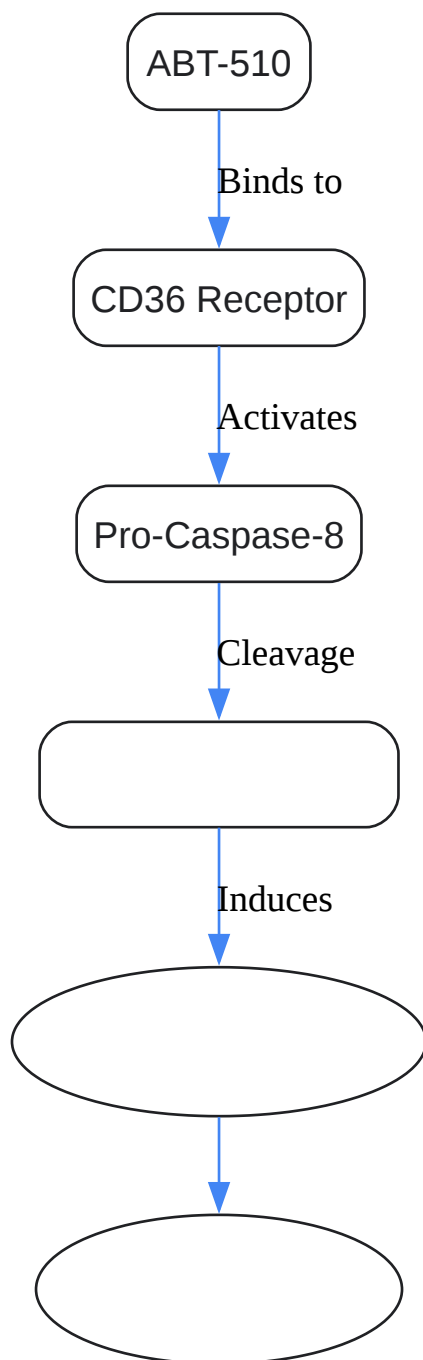 ABT-510
Binds to
CD36 Receptor
Activates
Pro-Caspase-8
Cleavage
Induces